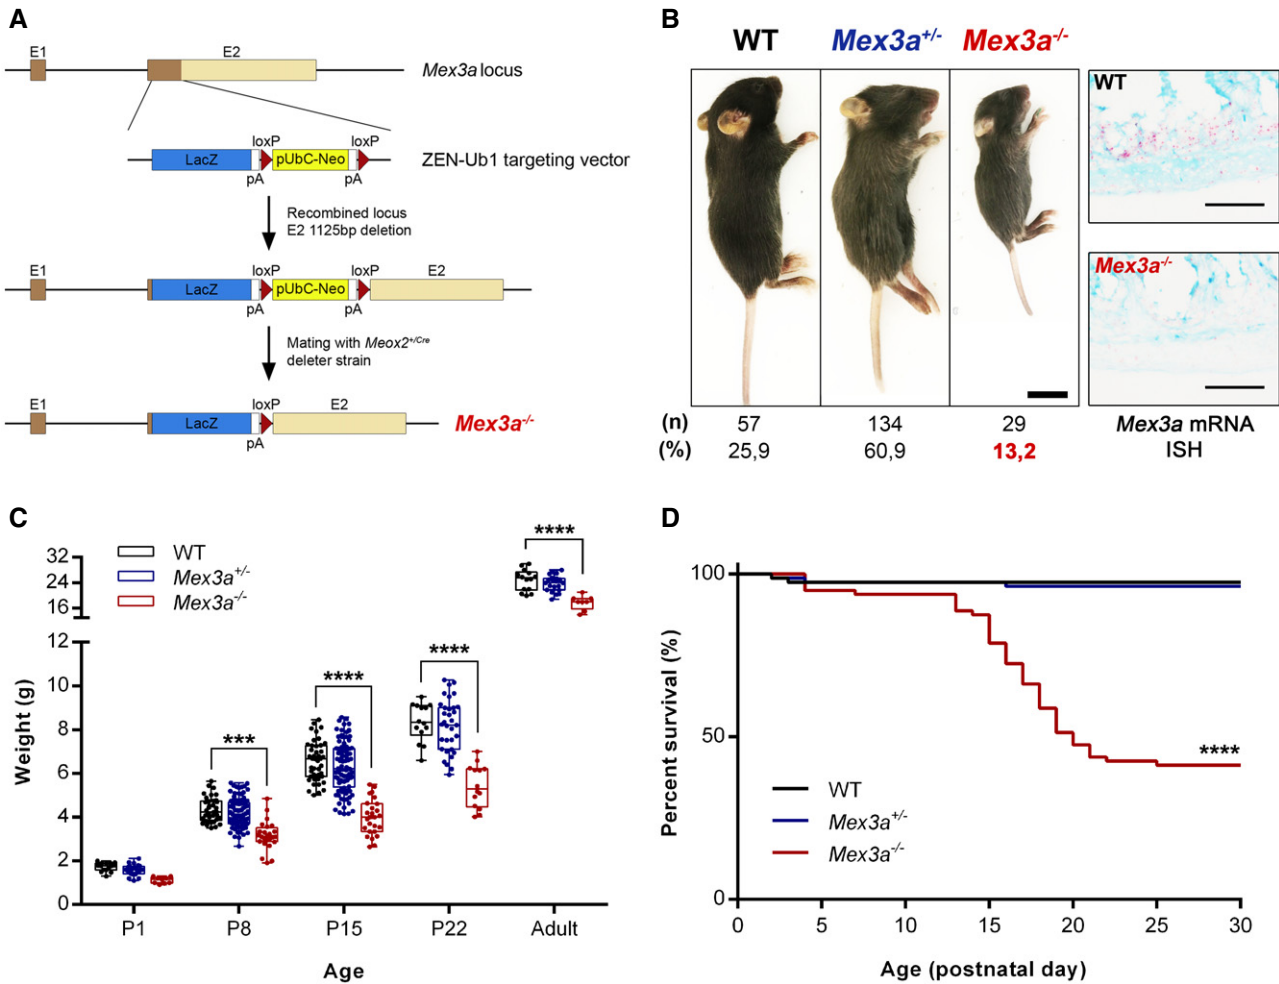 A
E1
E2
Mex3a locus
loxP
loxP
LacZ
pUbC-Neo
ZEN-Ub1 targeting vector
pA
pA
Recombined locus
E2 1125bp deletion
E1
loxP
loxP
E2
LacZ
pUbC-Neo
pA
pA
Mating with Meox2+/Cre
deleter strain
E1
loxP
E2
LacZ
Mex3a-/-
pA
B
WT
Mex3a+/-
Mex3a-/-
WT
Mex3a-/-
(n)
57
134
29
Mex3a mRNA
(%)
25,9
60,9
13,2
ISH
C
WT
Mex3a+/-
Mex3a-/-
****
32
24
16
12
10
8
6
4
2
0
***
****
****
Weight (g)
P1
P8
P15
P22
Adult
Age
D
100
50
0
Percent survival (%)
****
WT
Mex3a+/-
Mex3a-/-
0
5
10
15
20
25
30
Age (postnatal day)